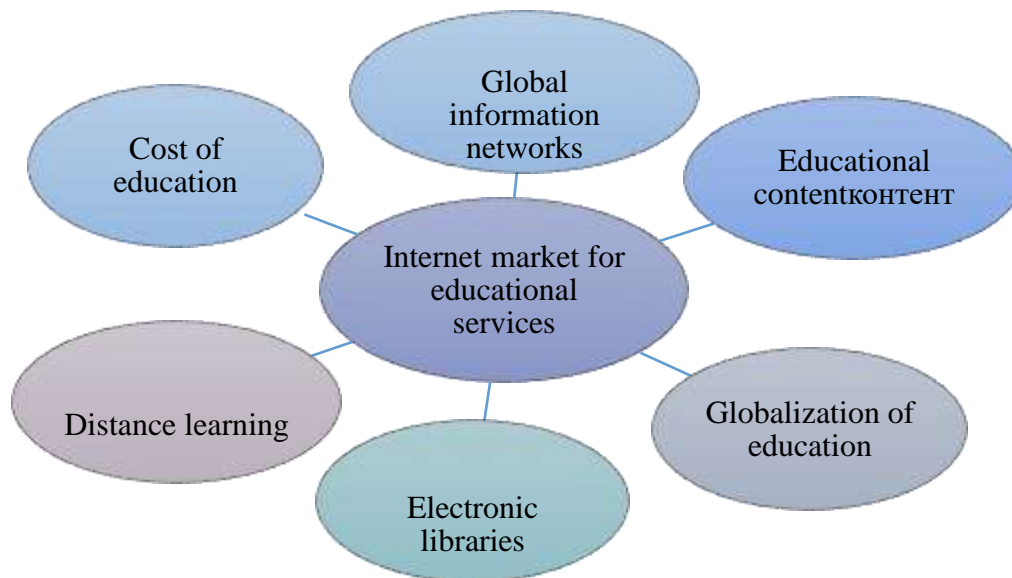 Global
information
networks
Cost of
education
Educational
contentконтент
Internet market for
educational
services
Distance learning
Globalization of
education
Electronic
libraries